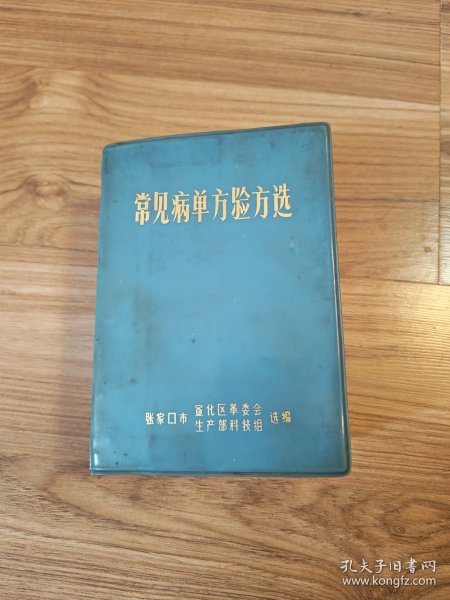 常见病单方验方选
张家口市 宣化区革委会 生产部科技组 选编
孔夫子旧书网
www.kongfz.com